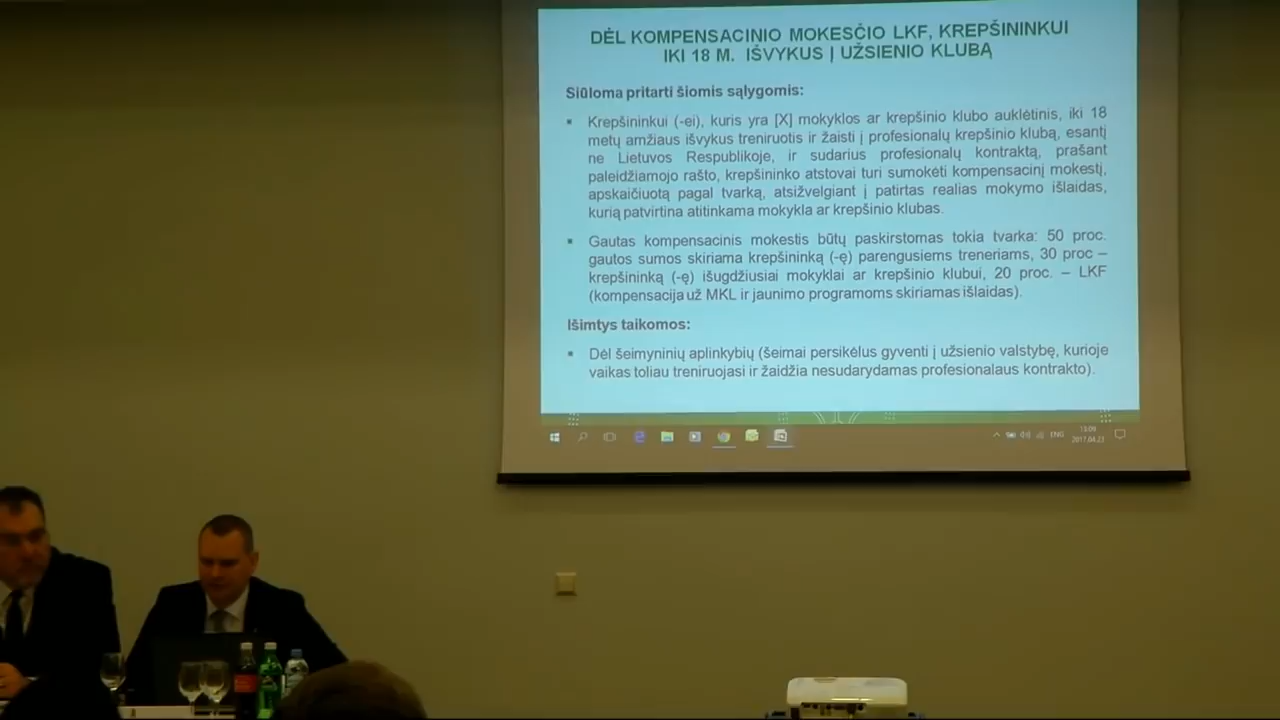 DĖL KOMPENSACINIO MOKESČIO LKF, KREPŠININKUI
IKI 18 M. IŠVYKUS Į UŽSIENIO KLUBĄ
Siūloma pritarti šiomis sąlygomis:
▪ Krepšininkui (-ei), kuris yra [X] mokyklos ar krepšinio klubo auklėtinis, iki 18
metų amžiaus išvykus treniruotis ir žaisti į profesionalų krepšinio klubą, esantį
ne Lietuvos Respublikoje, ir sudarius profesionalų kontraktą, prašant
paleidžiamojo rašto, krepšininko atstovai turi sumokėti kompensacinį mokestį,
apskaičiuotą pagal tvarką, atsižvelgiant į patirtas realias mokymo išlaidas,
kurią patvirtina atitinkama mokykla ar krepšinio klubas.
▪ Gautas kompensacinis mokestis būtų paskirstomas tokia tvarka: 50 proc.
gautos sumos skiriama krepšininką (-ę) parengusiems treneriams, 30 proc –
krepšininką (-ę) išugdžiusiai mokyklai ar krepšinio klubui, 20 proc. – LKF
(kompensacija už MKL ir jaunimo programoms skiriamas išlaidas).
Išimtys taikomos:
▪ Dėl šeimyninių aplinkybių (šeimai persikėlus gyventi į užsienio valstybę, kurioje
vaikas toliau treniruojasi ir žaidžia nesudarydamas profesionalaus kontrakto).
ENG
13:09
2017.04.23